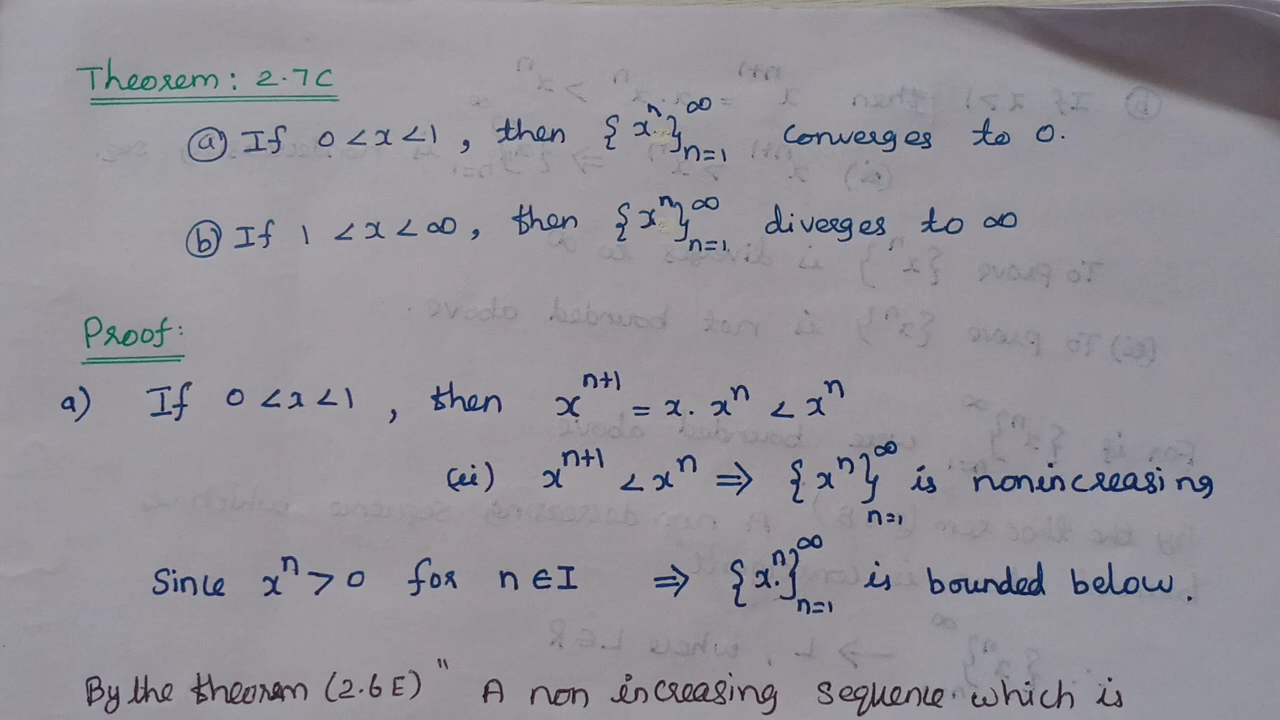 Theorem: 2.7C
ⓐ If 0 < x < 1, then {xⁿ}∞n=1 converges to 0.
ⓑ If 1 < x < ∞, then {xⁿ}∞n=1 diverges to ∞
Proof:
a) If 0 < x < 1, then xⁿ⁺¹ = x. xⁿ < xⁿ
(ii) xⁿ⁺¹ < xⁿ ⇒ {xⁿ}∞n=1 is nonincreasing
Since xⁿ > 0 for n ∈ I ⇒ {xⁿ}∞n=1 is bounded below.
By the theorem (2.6E) " A non increasing sequence which is